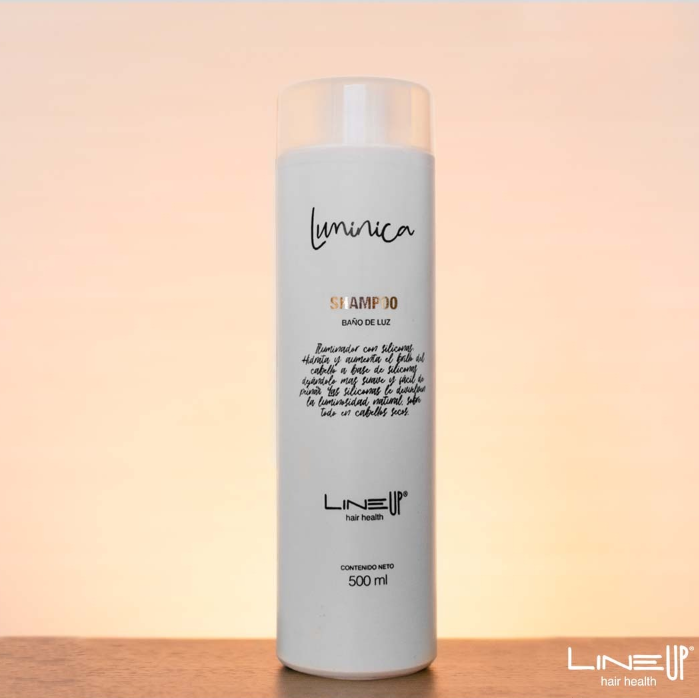 Luminica
SHAMPOO
BAÑO DE LUZ
Iluminador con siliconas.
Hidrata y aumenta el brillo del
cabello a base de siliconas
dejándolo más suave y fácil de
peinar. Las siliconas le devuelven
la luminosidad natural, sobre
todo en cabellos secos.
LINE UP®
hair health
CONTENIDO NETO
500 ml
LINE UP®
hair health